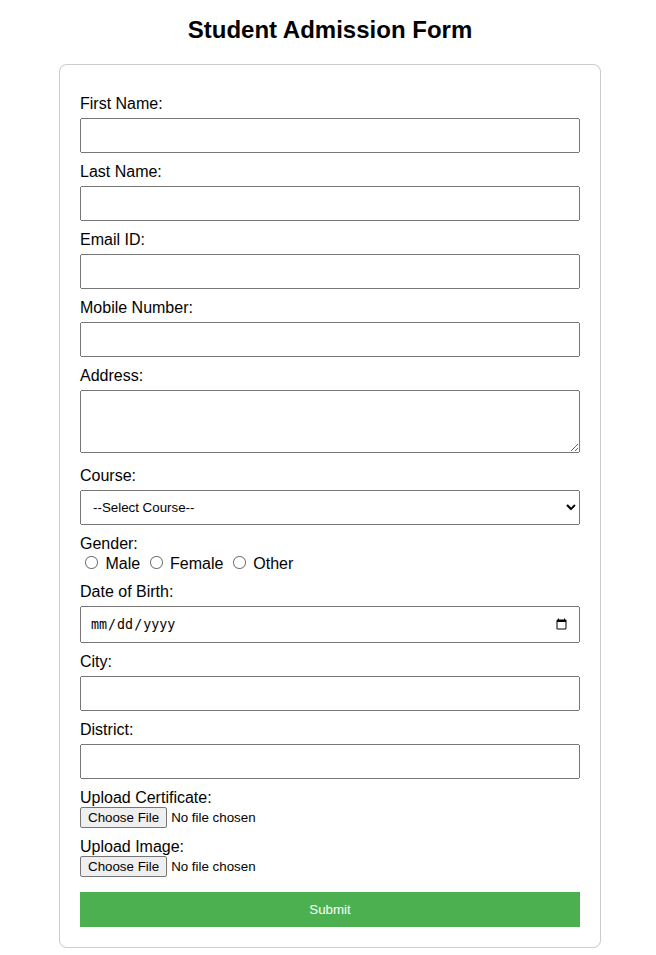 Student Admission Form
First Name:
Last Name:
Email ID:
Mobile Number:
Address:
Course:
--Select Course--
Gender:
Male Female Other
Date of Birth:
mm/dd/yyyy
City:
District:
Upload Certificate:
Choose File No file chosen
Upload Image:
Choose File No file chosen
Submit